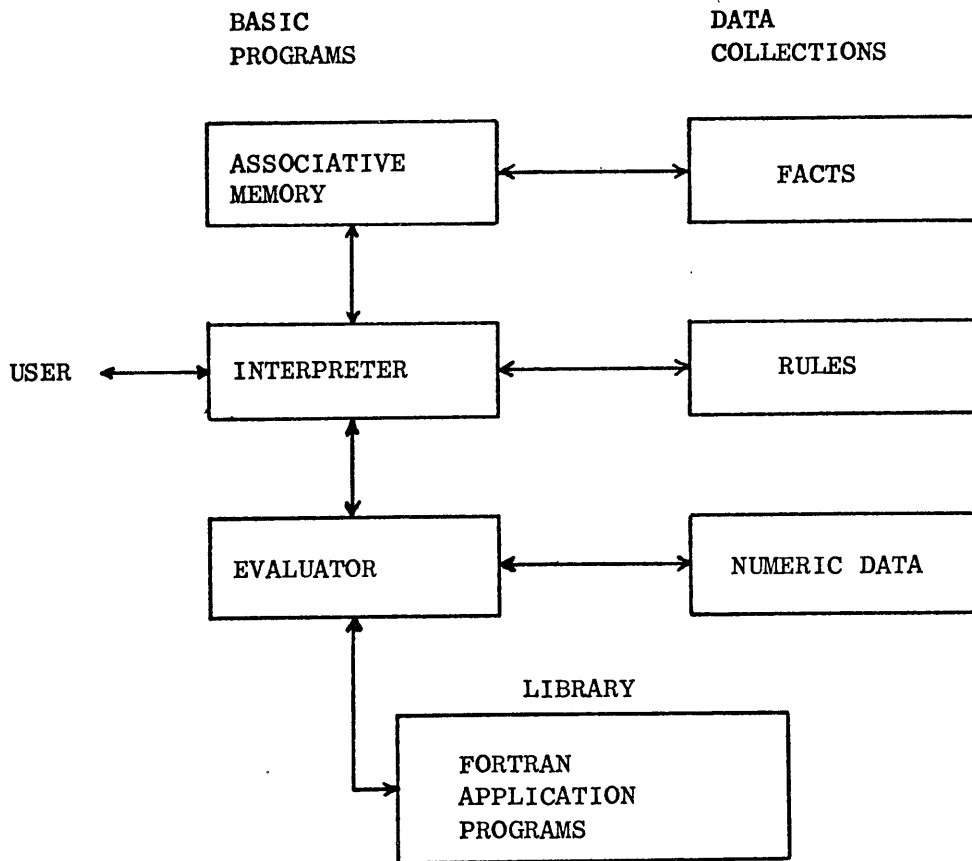 BASIC
PROGRAMS
DATA
COLLECTIONS
ASSOCIATIVE
MEMORY
FACTS
USER
INTERPRETER
RULES
EVALUATOR
NUMERIC DATA
LIBRARY
FORTRAN
APPLICATION
PROGRAMS